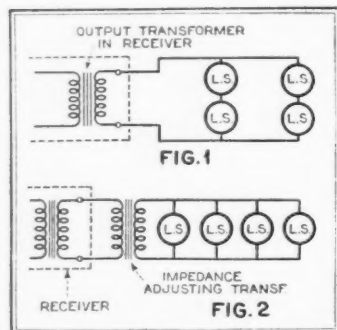 OUTPUT TRANSFORMER
IN RECEIVER
L.S. L.S.
L.S. L.S.
FIG.1
L.S. L.S. L.S. L.S.
IMPEDANCE
ADJUSTING TRANSF.
RECEIVER
FIG. 2